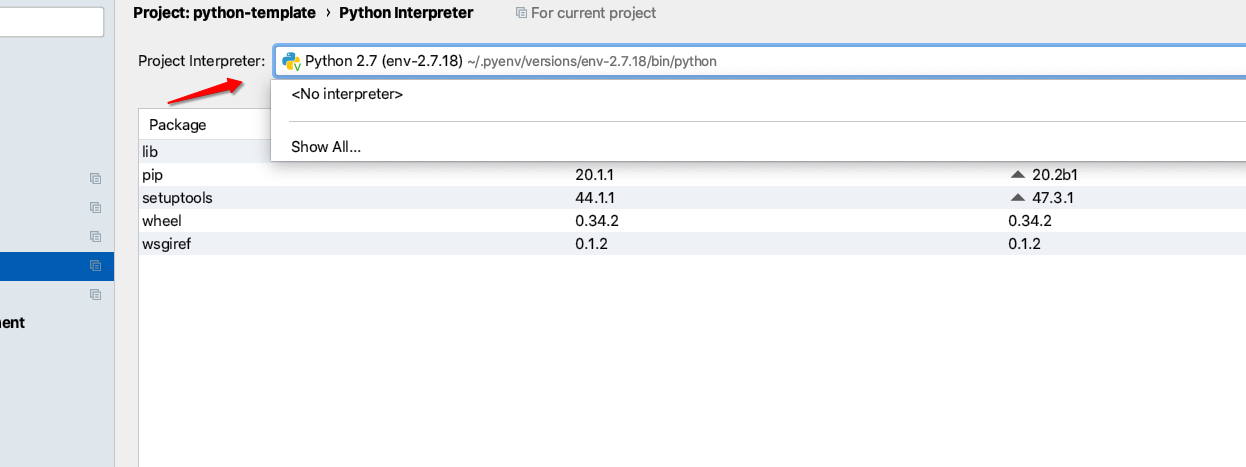 Project: python-template › Python Interpreter For current project
Project Interpreter: Python 2.7 (env-2.7.18) ~/.pyenv/versions/env-2.7.18/bin/python
<No interpreter>
Package
Show All...
lib
pip 20.1.1 20.2b1
setuptools 44.1.1 47.3.1
wheel 0.34.2 0.34.2
wsgiref 0.1.2 0.1.2
nent